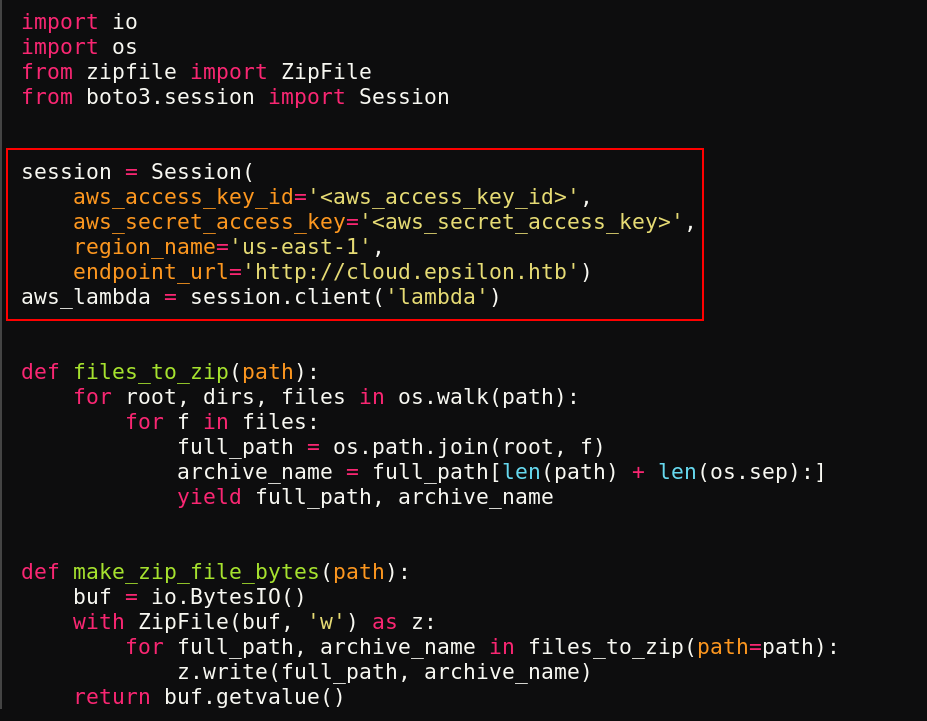 import io
import os
from zipfile import ZipFile
from boto3.session import Session
session = Session(
    aws_access_key_id='<aws_access_key_id>',
    aws_secret_access_key='<aws_secret_access_key>',
    region_name='us-east-1',
    endpoint_url='http://cloud.epsilon.htb')
aws_lambda = session.client('lambda')
def files_to_zip(path):
    for root, dirs, files in os.walk(path):
        for f in files:
            full_path = os.path.join(root, f)
            archive_name = full_path[len(path) + len(os.sep):]
            yield full_path, archive_name
def make_zip_file_bytes(path):
    buf = io.BytesIO()
    with ZipFile(buf, 'w') as z:
        for full_path, archive_name in files_to_zip(path=path):
            z.write(full_path, archive_name)
    return buf.getvalue()